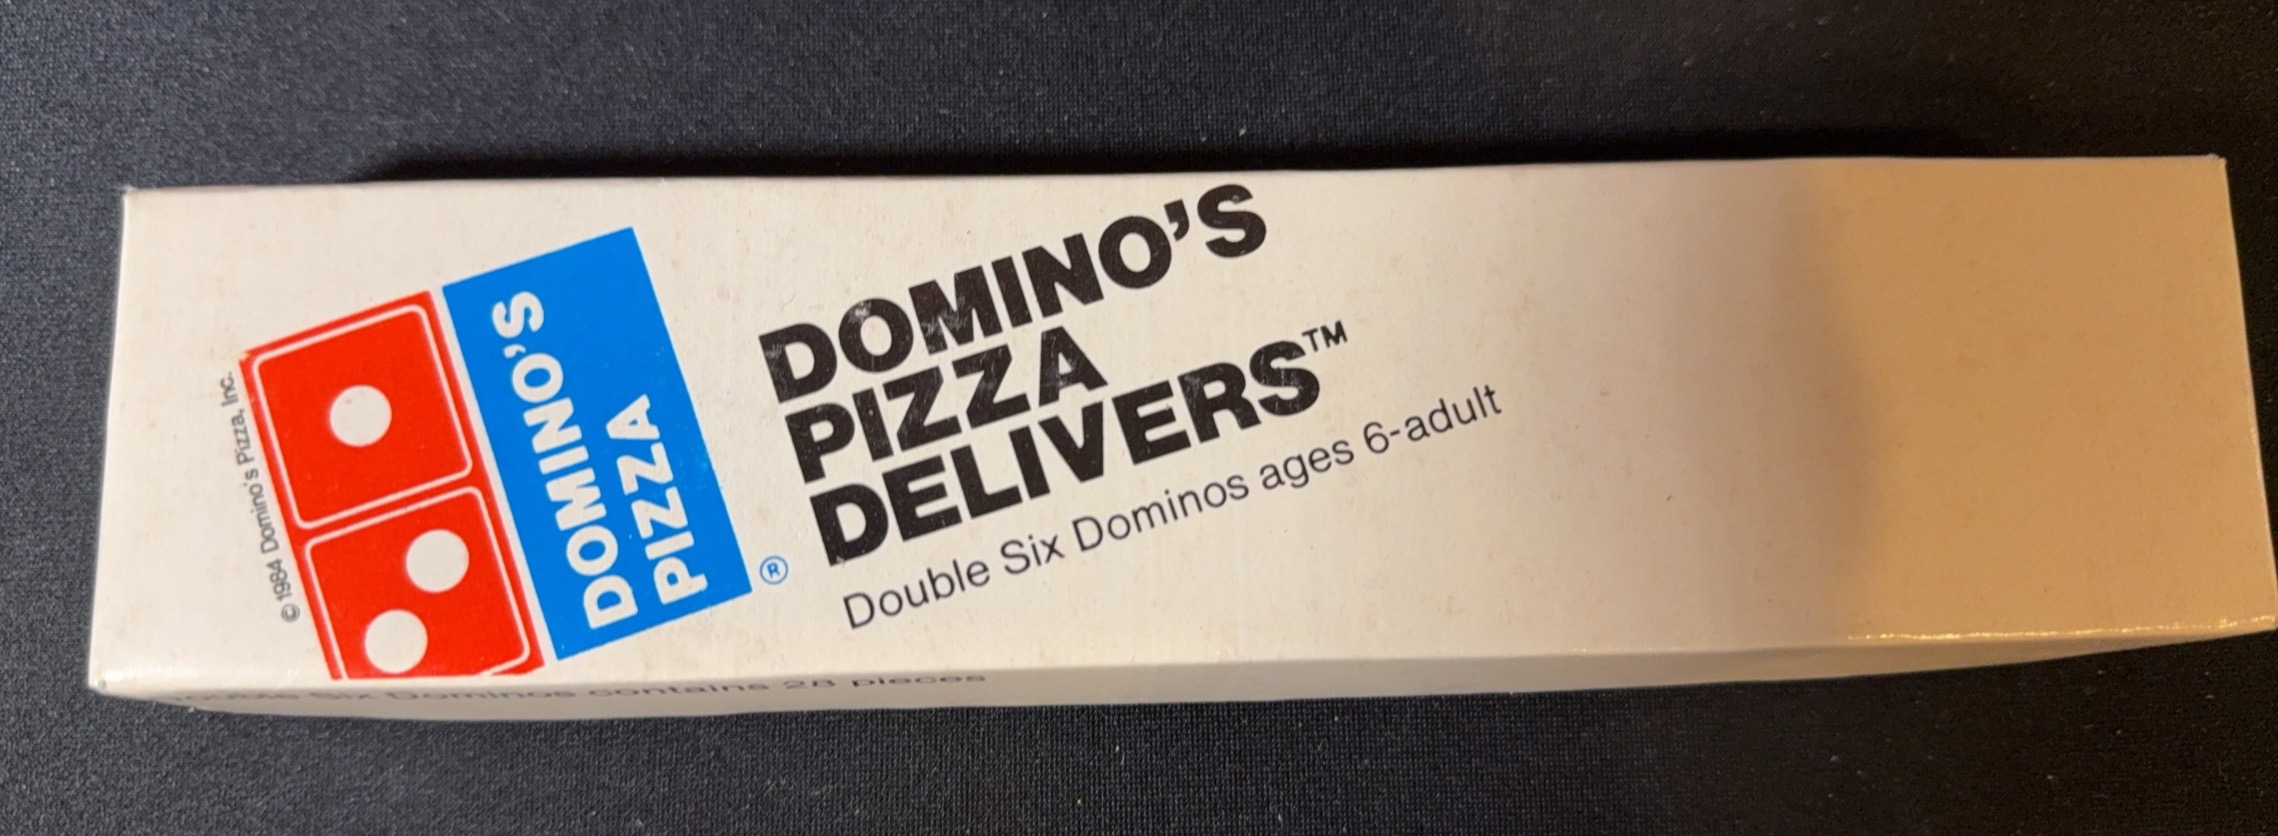 © 1984 Domino's Pizza, Inc.
DOMINO'S
PIZZA
®
DOMINO'S
PIZZA
DELIVERS™
Double Six Dominos ages 6-adult
Double Six Dominos contains 28 pieces